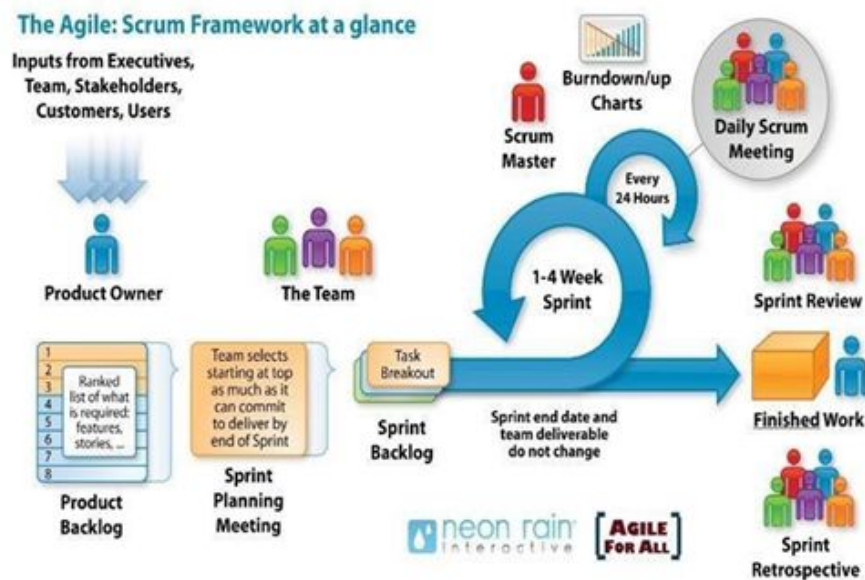 The Agile: Scrum Framework at a glance
Inputs from Executives,
Team, Stakeholders,
Customers, Users
Product Owner
The Team
Scrum
Master
Burndown/up
Charts
Daily Scrum
Meeting
Every
24 Hours
1-4 Week
Sprint
Sprint Review
1
2
3
4
5
6
7
8
Ranked
list of what
is required:
features,
stories, ...
Product
Backlog
Team selects
starting at top
as much as it
can commit
to deliver by
end of Sprint
Sprint
Planning
Meeting
Task
Breakout
Sprint
Backlog
Sprint end date and
team deliverable
do not change
Finished Work
Sprint
Retrospective
neon rain
interactive
AGILE
FOR ALL